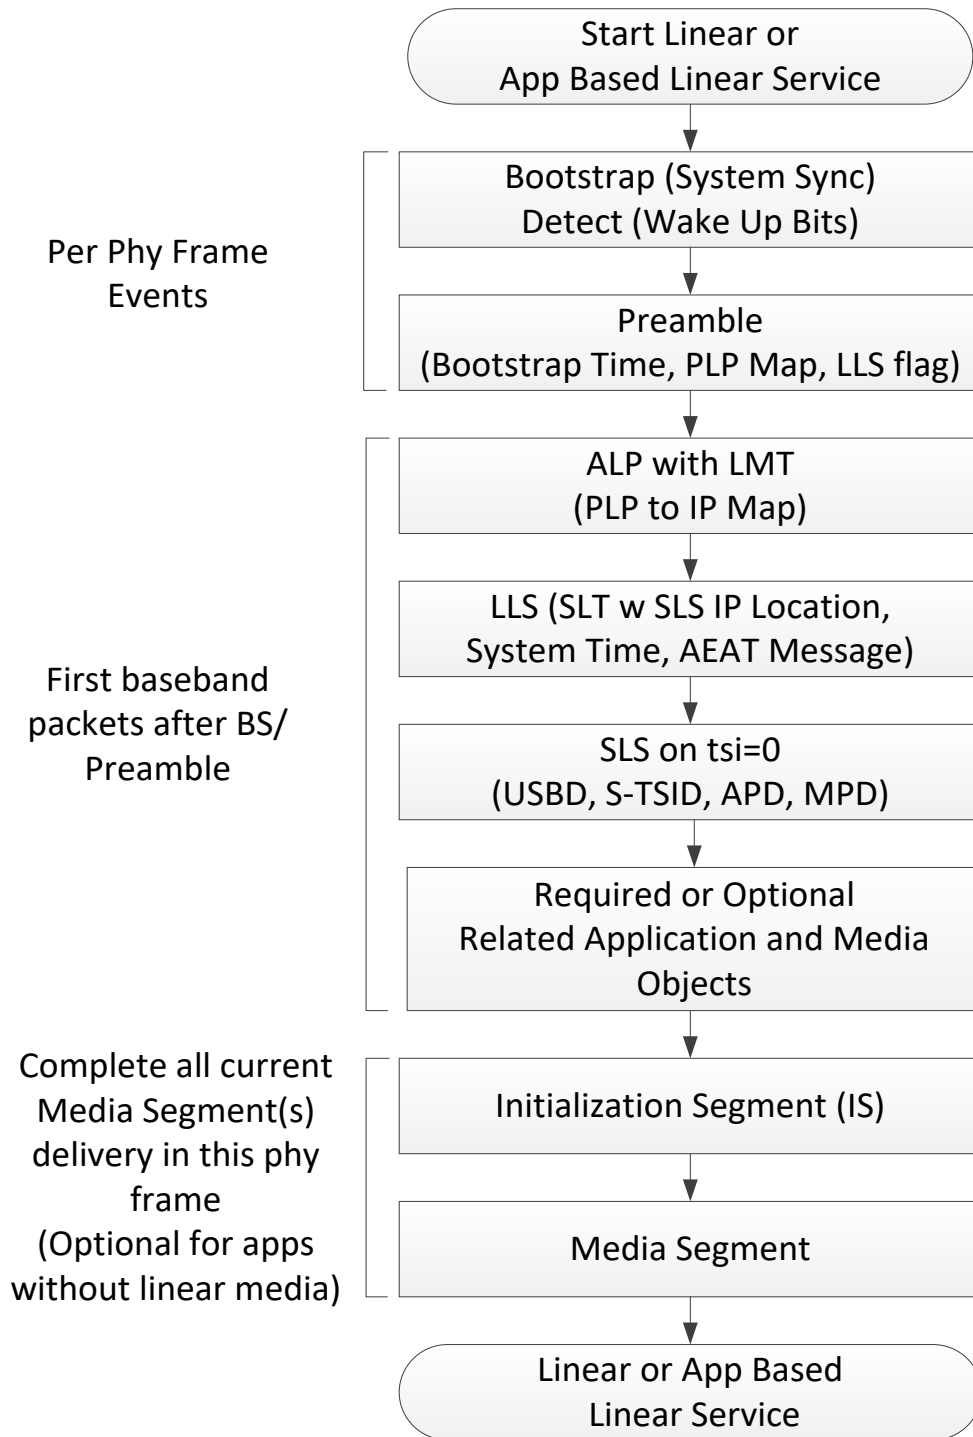 Start Linear or
App Based Linear Service
Per Phy Frame
Events
Bootstrap (System Sync)
Detect (Wake Up Bits)
Preamble
(Bootstrap Time, PLP Map, LLS flag)
First baseband
packets after BS/
Preamble
ALP with LMT
(PLP to IP Map)
LLS (SLT w SLS IP Location,
System Time, AEAT Message)
SLS on tsi=0
(USBD, S-TSID, APD, MPD)
Required or Optional
Related Application and Media
Objects
Complete all current
Media Segment(s)
delivery in this phy
frame
(Optional for apps
without linear media)
Initialization Segment (IS)
Media Segment
Linear or App Based
Linear Service